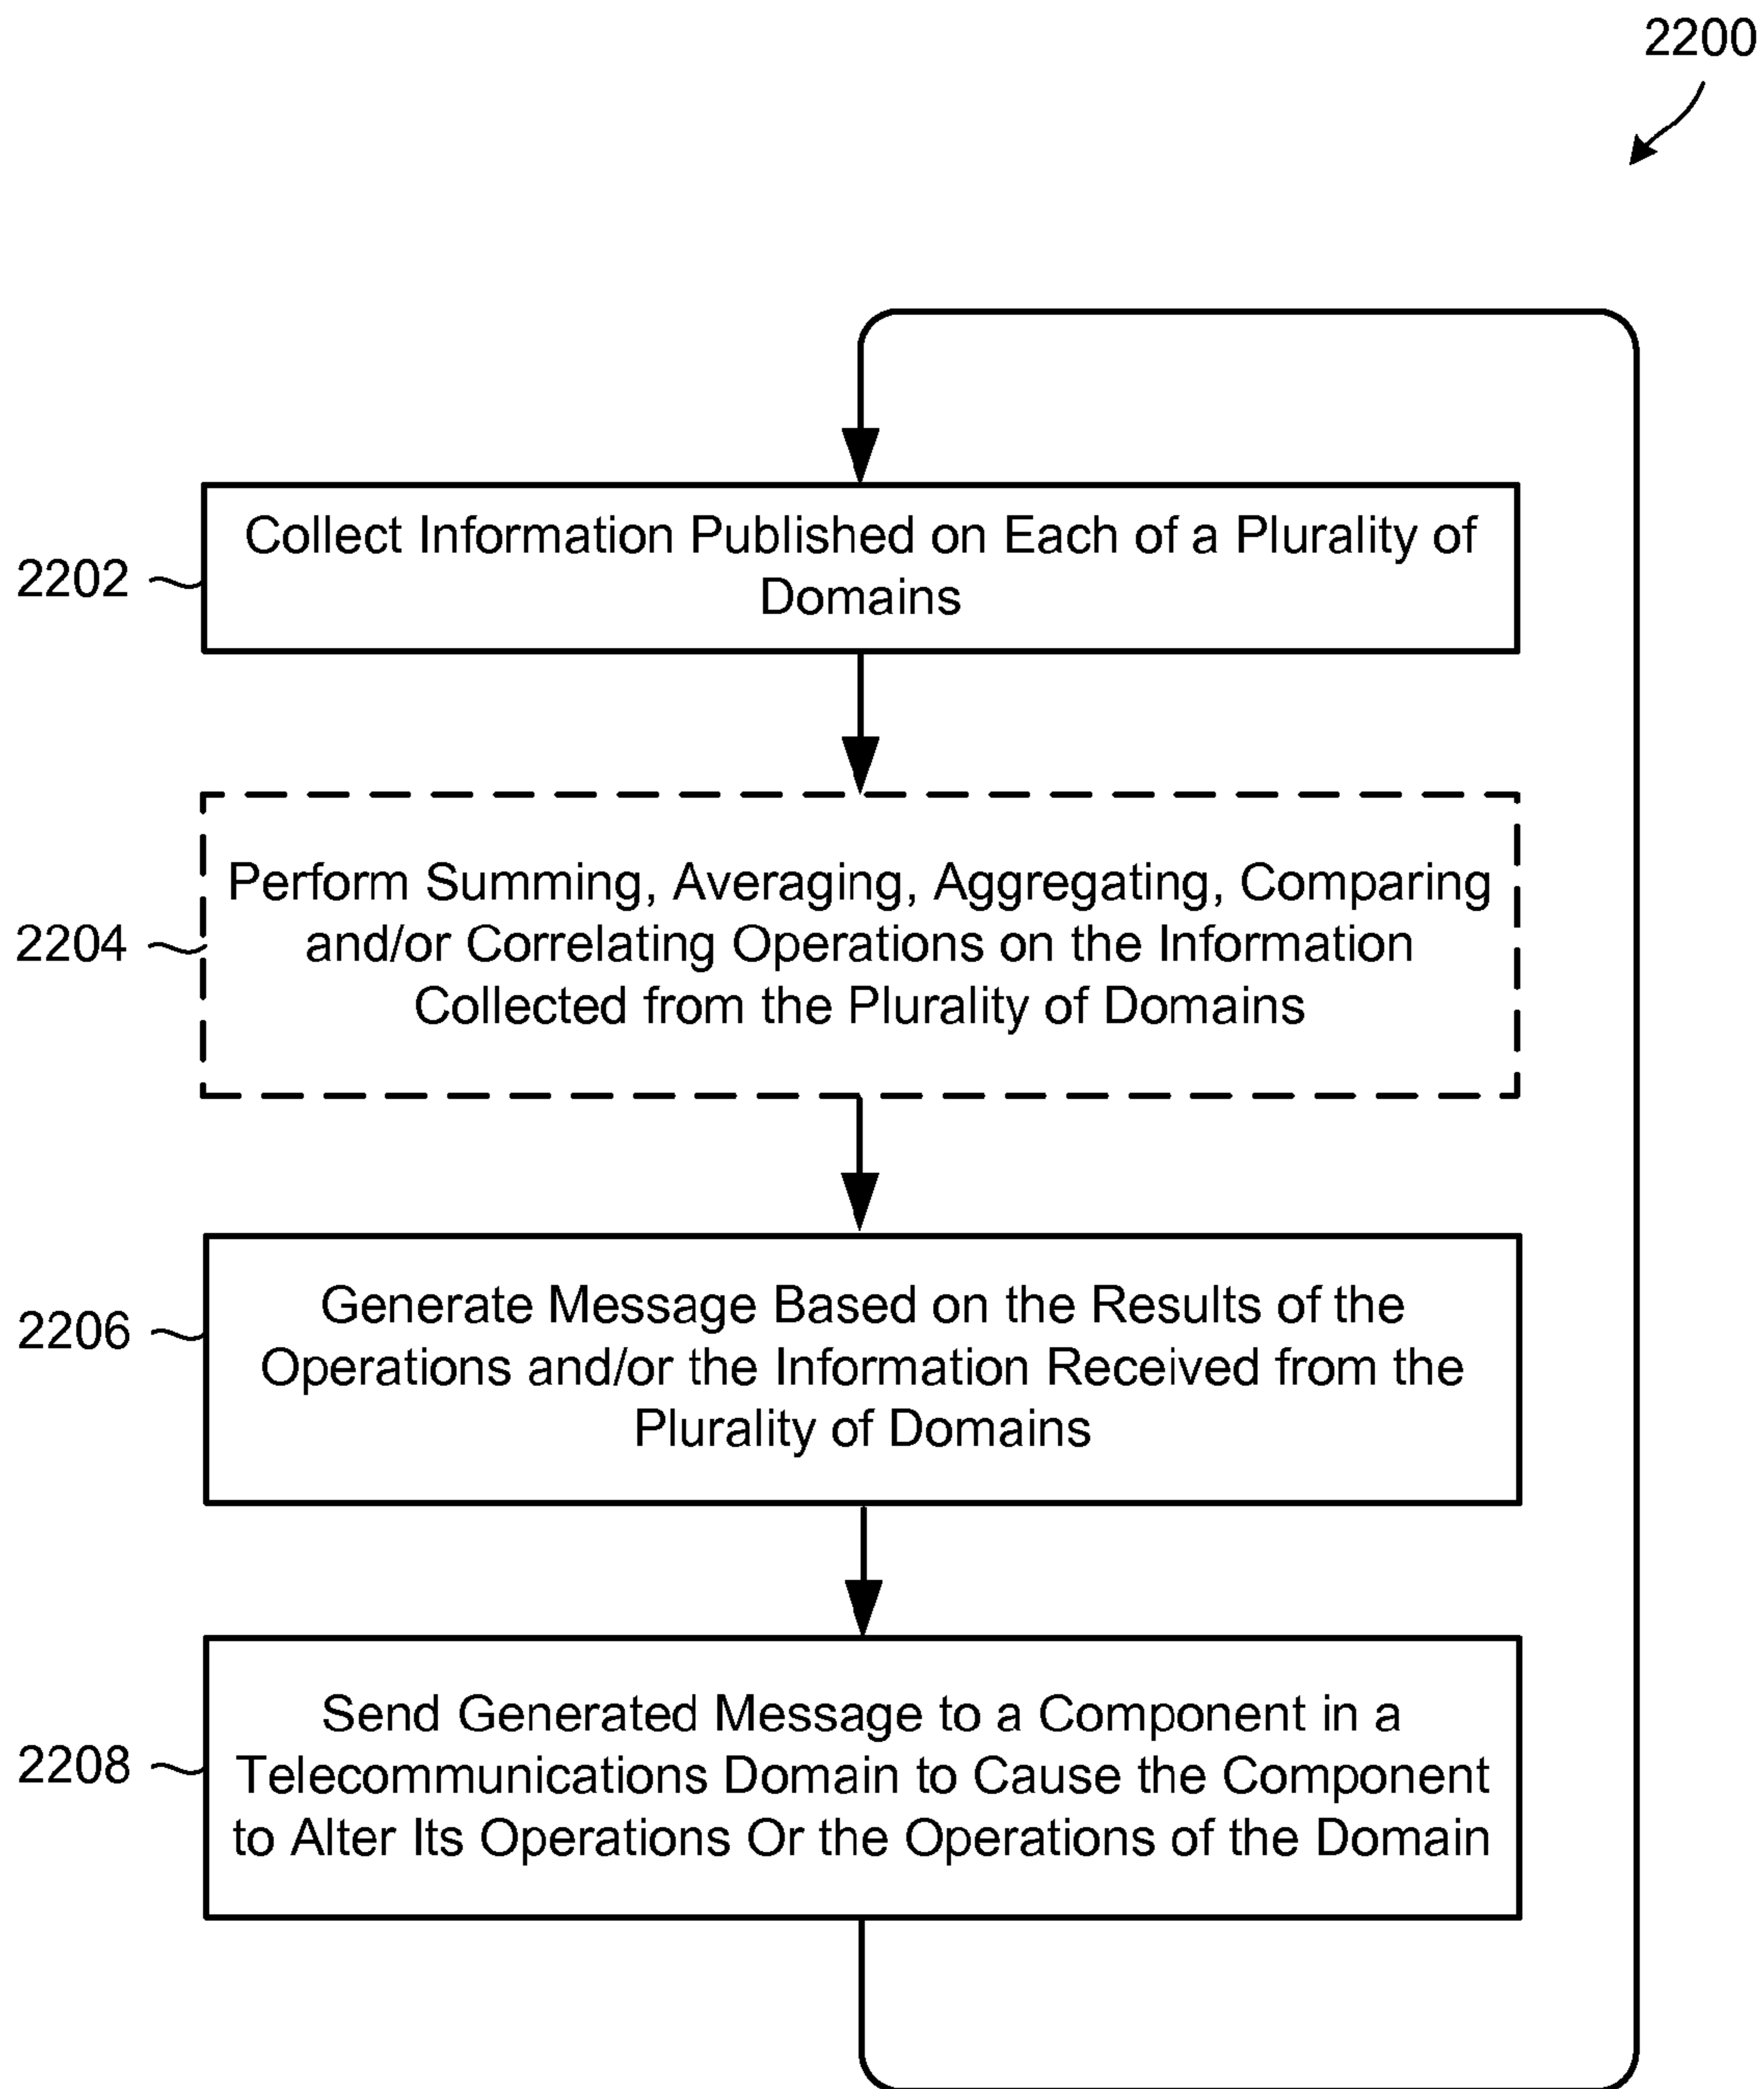 2200
2202
Collect Information Published on Each of a Plurality of
Domains
2204
Perform Summing, Averaging, Aggregating, Comparing
and/or Correlating Operations on the Information
Collected from the Plurality of Domains
2206
Generate Message Based on the Results of the
Operations and/or the Information Received from the
Plurality of Domains
2208
Send Generated Message to a Component in a
Telecommunications Domain to Cause the Component
to Alter Its Operations Or the Operations of the Domain